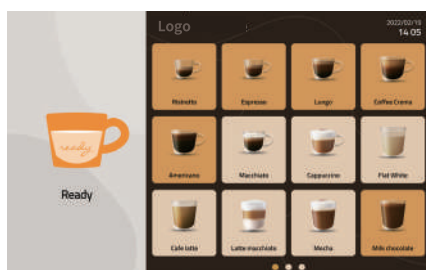 Logo
2022/02/15
14 05
ready
Ready
Ristretto
Espresso
Lungo
Coffee Crema
Americano
Macchiato
Cappuccino
Flat White
Cafe latte
Latte macchiato
Mocha
Milk chocolate